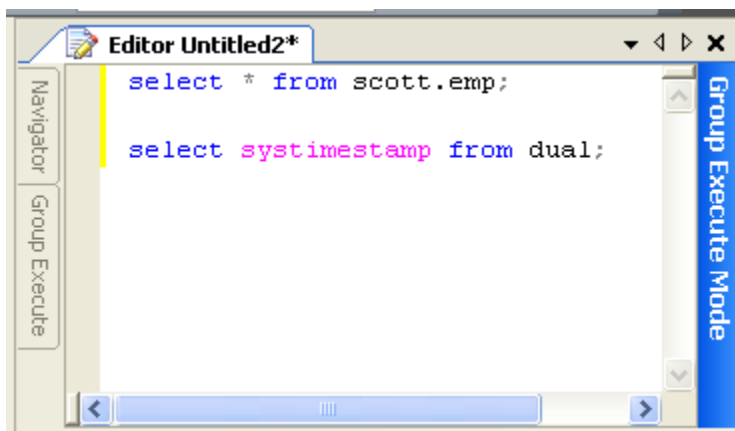 Editor Untitled2*
Navigator
Group Execute
select * from scott.emp;
select systimestamp from dual;
Group Execute Mode